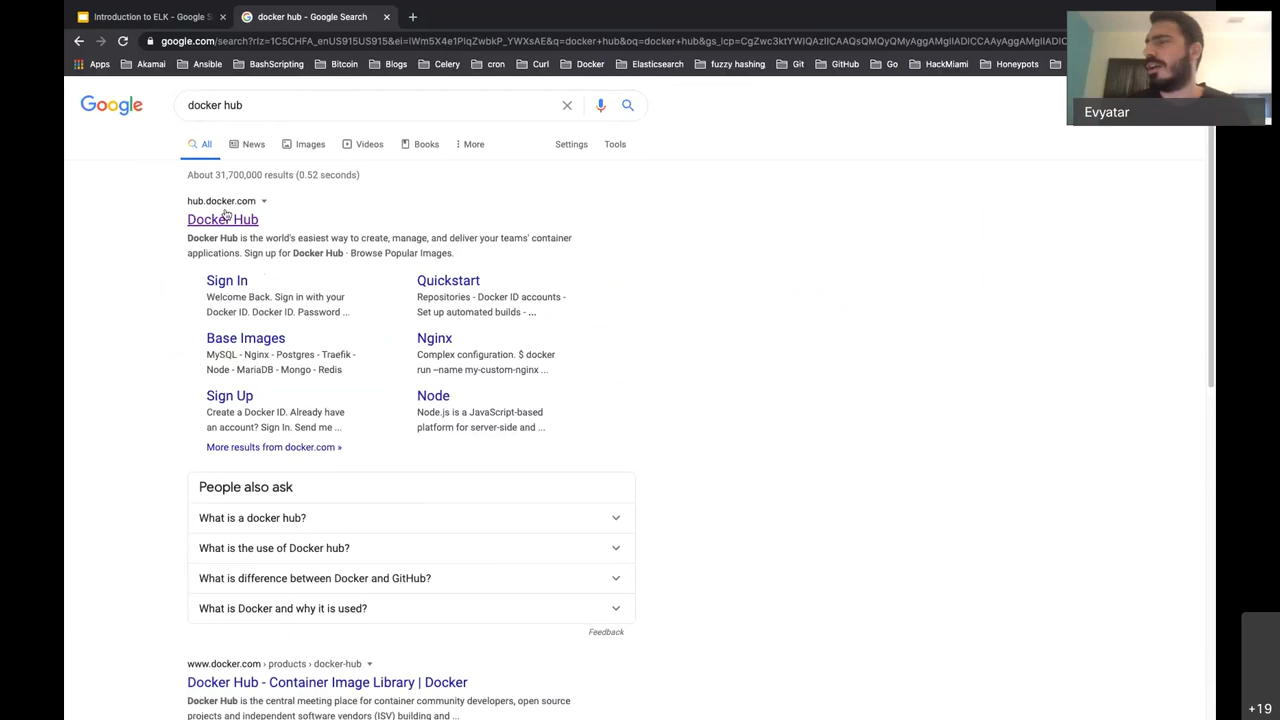 Introduction to ELK - Google S
docker hub - Google Search
google.com/search?rlz=1C5CHFA_enUS915US915&ei=
Apps Akamai Ansible BashScripting Bitcoin Blogs Celery cron Curl Docker Elasticsearch fuzzy hashing Git GitHub Go HackMiami Honeypots
Evyatar
Google
docker hub
All News Images Videos Books More Settings Tools
About 31,700,000 results (0.52 seconds)
hub.docker.com
Docker Hub
Docker Hub is the world's easiest way to create, manage, and deliver your teams' container
applications. Sign up for Docker Hub · Browse Popular Images.
Sign In
Welcome Back. Sign in with your
Docker ID. Docker ID. Password ...
Quickstart
Repositories - Docker ID accounts -
Set up automated builds - ...
Base Images
MySQL - Nginx - Postgres - Traefik -
Node - MariaDB - Mongo - Redis
Nginx
Complex configuration. $ docker
run –name my-custom-nginx ...
Sign Up
Create a Docker ID. Already have
an account? Sign In. Send me ...
Node
Node.js is a JavaScript-based
platform for server-side and ...
More results from docker.com »
People also ask
What is a docker hub?
What is the use of Docker hub?
What is difference between Docker and GitHub?
What is Docker and why it is used?
Feedback
www.docker.com › products › docker-hub
Docker Hub - Container Image Library | Docker
Docker Hub is the central meeting place for container community developers, open source
projects and independent software vendors (ISV) building and ...
+19